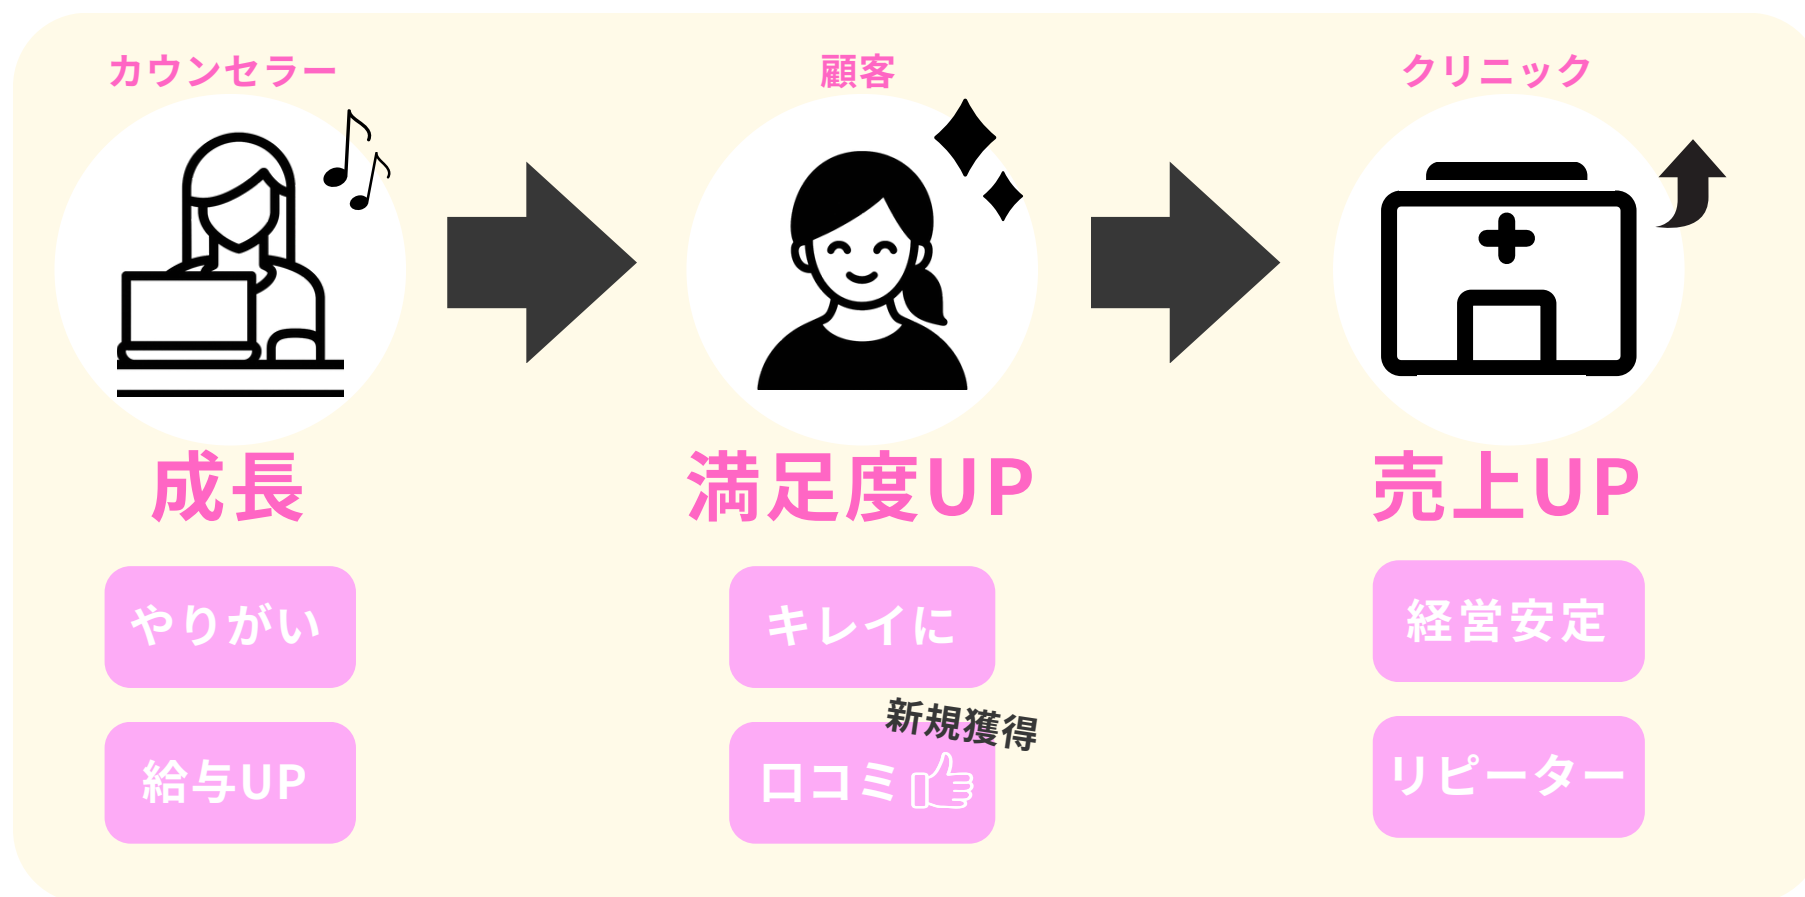 カウンセラー
成長
やりがい
給与UP
顧客
満足度UP
キレイに
新規獲得
口コミ
クリニック
売上UP
経営安定
リピーター